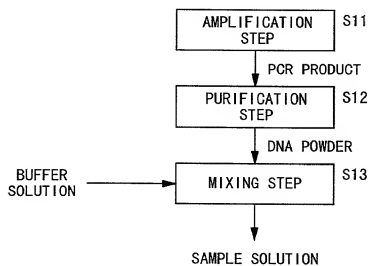 AMPLIFICATION
STEP
S11
PCR PRODUCT
PURIFICATION
STEP
S12
DNA POWDER
BUFFER
SOLUTION
MIXING STEP
S13
SAMPLE SOLUTION